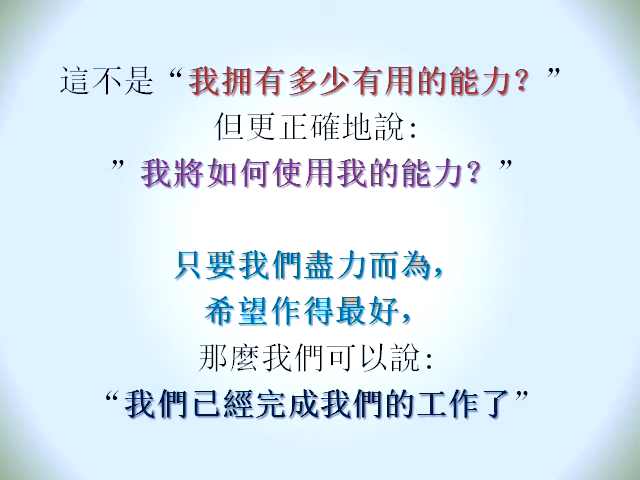 這不是“我擁有多少有用的能力？”
但更正確地說:
”我將如何使用我的能力？”
只要我們盡力而為，
希望作得最好，
那麼我們可以說:
“我們已經完成我們的工作了”